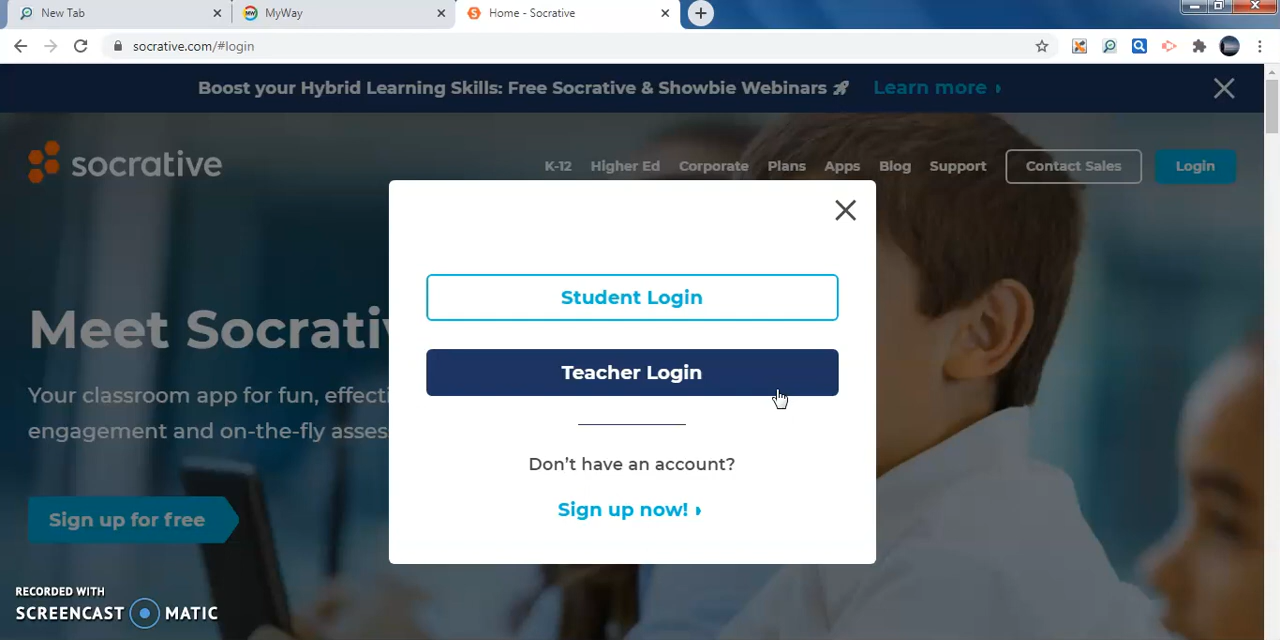 New Tab
MyWay
Home - Socrative
socrative.com/#login
Boost your Hybrid Learning Skills: Free Socrative & Showbie Webinars Learn more
socrative
K-12 Higher Ed Corporate Plans Apps Blog Support Contact Sales Login
Student Login
Meet Socrativ
Teacher Login
Your classroom app for fun, effecti
engagement and on-the-fly asses
Don't have an account?
Sign up now!
Sign up for free
RECORDED WITH
SCREENCAST MATIC